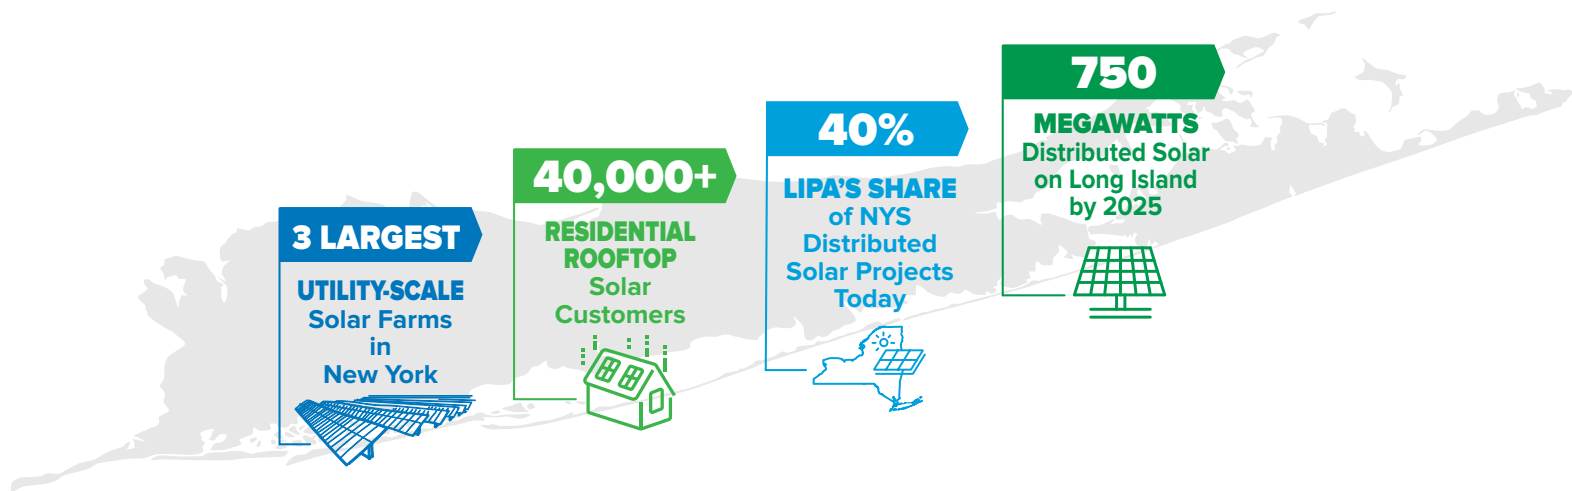 3 LARGEST
UTILITY-SCALE
Solar Farms
in
New York
40,000+
RESIDENTIAL
ROOFTOP
Solar
Customers
40%
LIPA'S SHARE
of NYS
Distributed
Solar Projects
Today
750
MEGAWATTS
Distributed Solar
on Long Island
by 2025